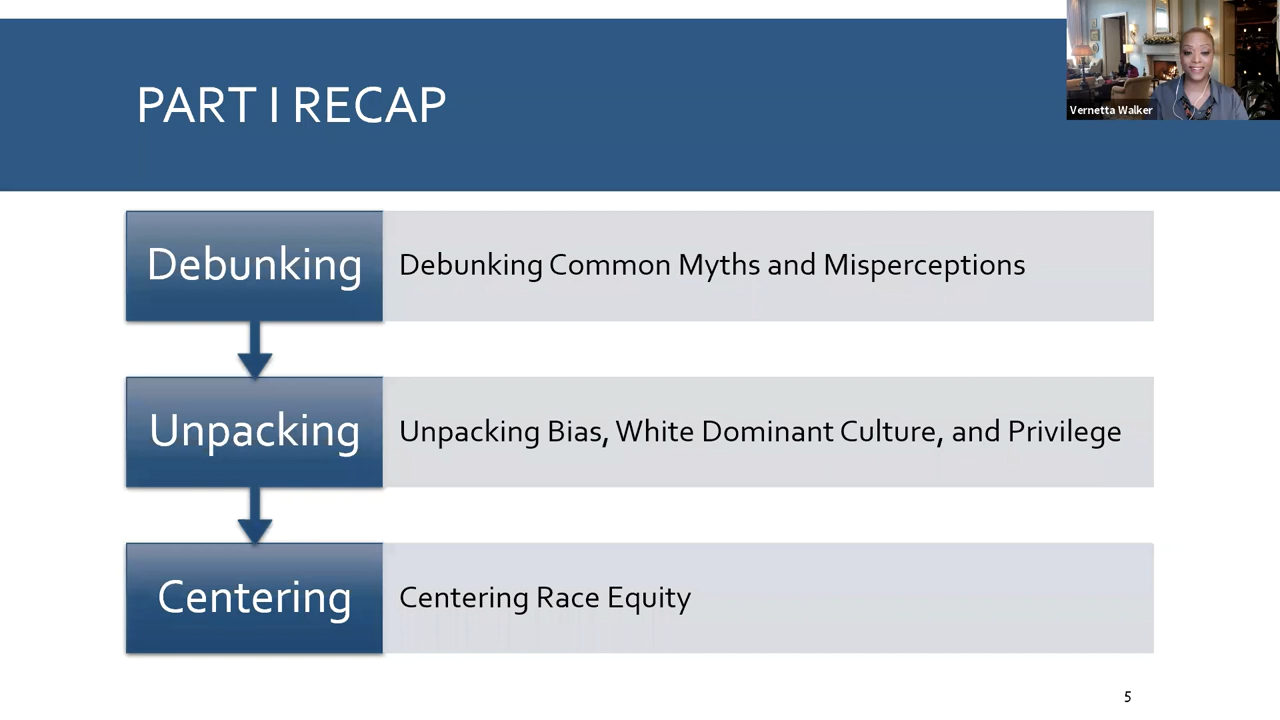 PART I RECAP
Vernetta Walker
Debunking
Debunking Common Myths and Misperceptions
Unpacking
Unpacking Bias, White Dominant Culture, and Privilege
Centering
Centering Race Equity
5